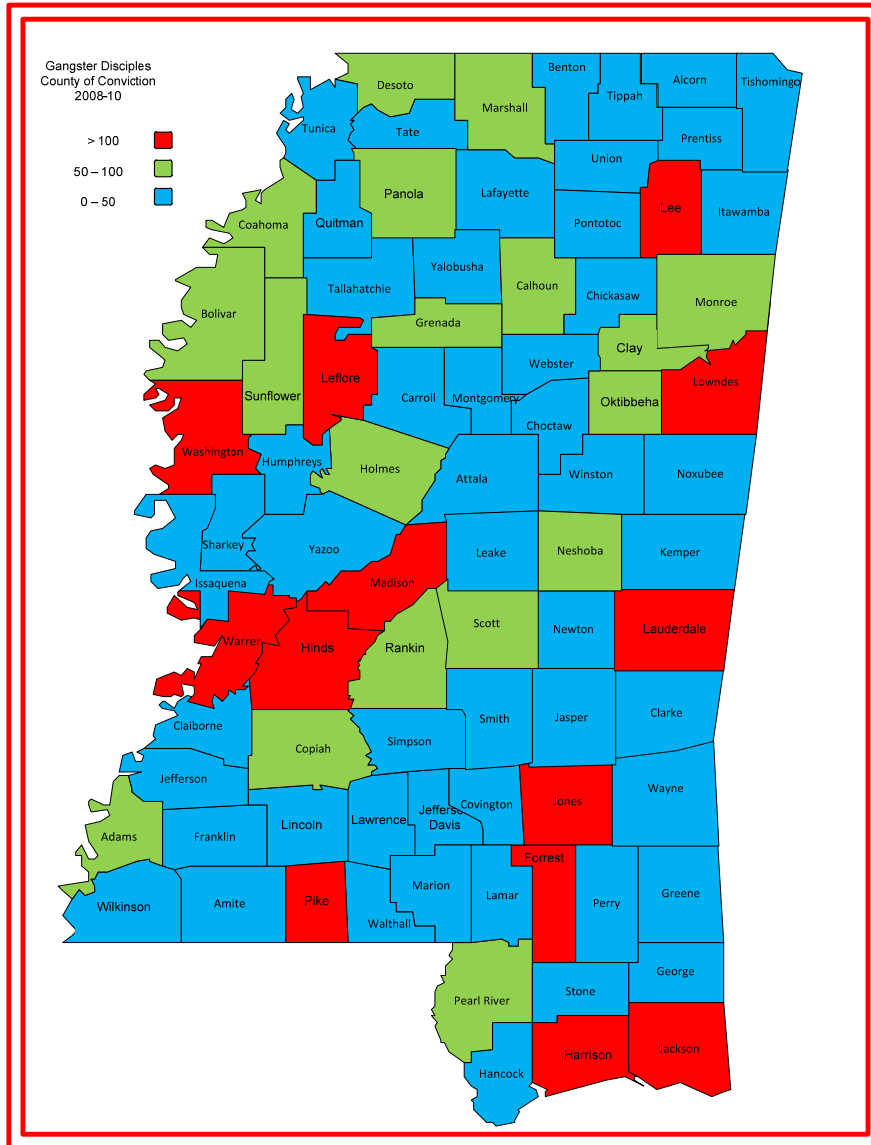 Gangster Disciples
County of Conviction
2008-10
> 100
50 – 100
0 – 50
Desoto
Marshall
Benton
Tippah
Alcorn
Tishomingo
Tunica
Tate
Prentiss
Union
Panola
Lafayette
Lee
Itawamba
Coahoma
Quitman
Pontotoc
Tallahatchie
Yalobusha
Calhoun
Chickasaw
Monroe
Bolivar
Grenada
Clay
Webster
Leflore
Lowndes
Sunflower
Carroll
Montgomery
Oktibbeha
Choctaw
Washington
Humphreys
Holmes
Attala
Winston
Noxubee
Sharkey
Yazoo
Leake
Neshoba
Kemper
Issaquena
Madison
Scott
Newton
Lauderdale
Warren
Hinds
Rankin
Claiborne
Copiah
Simpson
Smith
Jasper
Clarke
Jefferson
Wayne
Adams
Franklin
Lincoln
Lawrence
Jefferso
Davis
Covington
Jones
Forrest
Wilkinson
Amite
Pike
Walthall
Marion
Lamar
Perry
Greene
Pearl River
Stone
George
Hancock
Harrison
Jackson